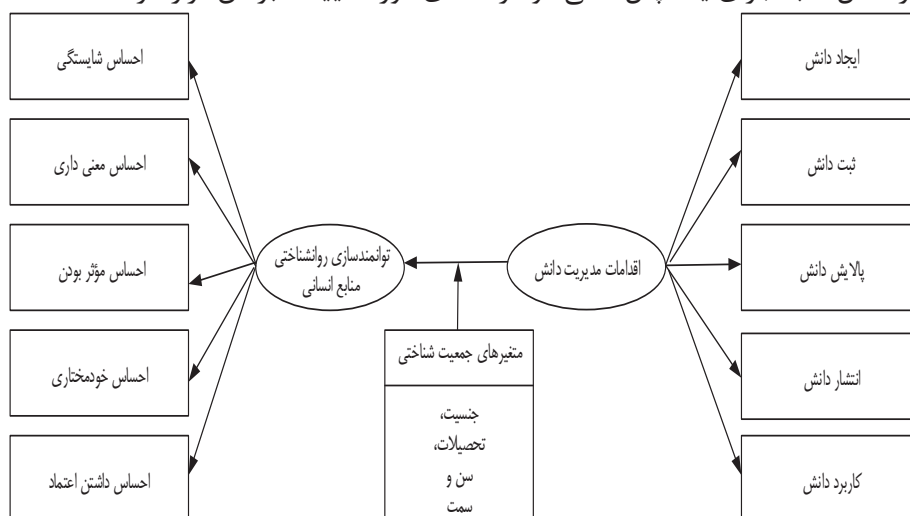 ایجاد دانش
ثبت دانش
پالایش دانش
انتشار دانش
کاربرد دانش
اقدامات مدیریت دانش
متغیرهای جمعیت شناختی
جنسیت،
تحصیلات،
سن و
سمت
توانمندسازی روانشناختی
منابع انسانی
احساس شایستگی
احساس معنی داری
احساس مؤثر بودن
احساس خودمختاری
احساس داشتن اعتماد